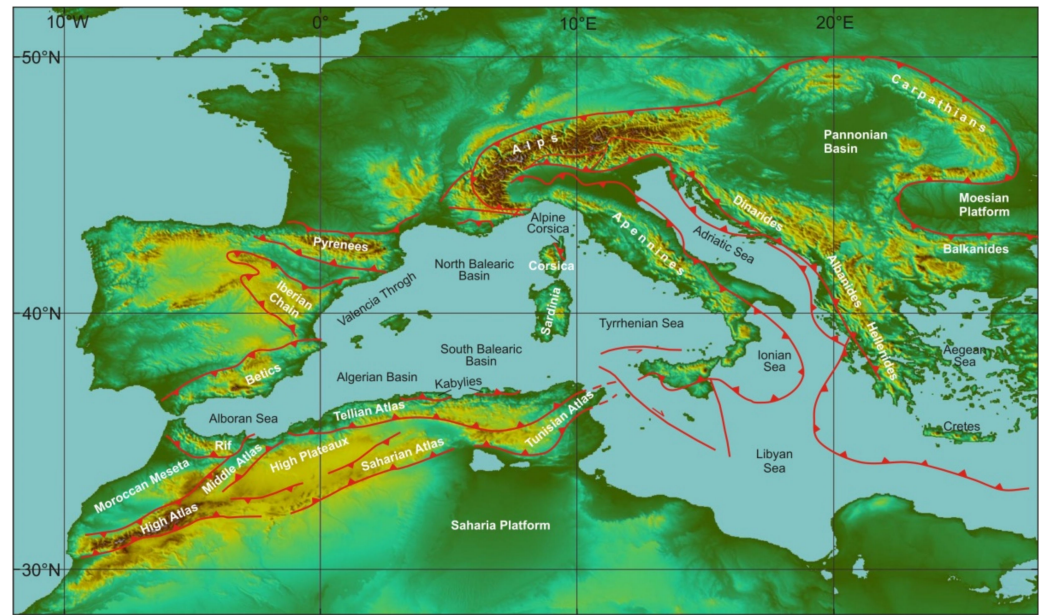 10°W
0°
10°E
20°E
50°N
Carpathians
Alps
Pannonian
Basin
Moesian
Platform
Dinarides
Alpine
Corsica
Apennines
Adriatic Sea
Pyrenees
Balkanides
North Balearic
Basin
Corsica
Albanides
Iberian
Chain
Valencia Throgh
Sardinia
40°N
Tyrrhenian Sea
Hellenides
South Balearic
Basin
Ionian
Sea
Aegean
Sea
Betics
Algerian Basin
Kabylies
Alboran Sea
Tellian Atlas
Tunisian Atlas
Cretes
Rif
High Plateaux
Saharian Atlas
Middle Atlas
Libyan
Sea
Moroccan Meseta
High Atlas
Saharia Platform
30°N